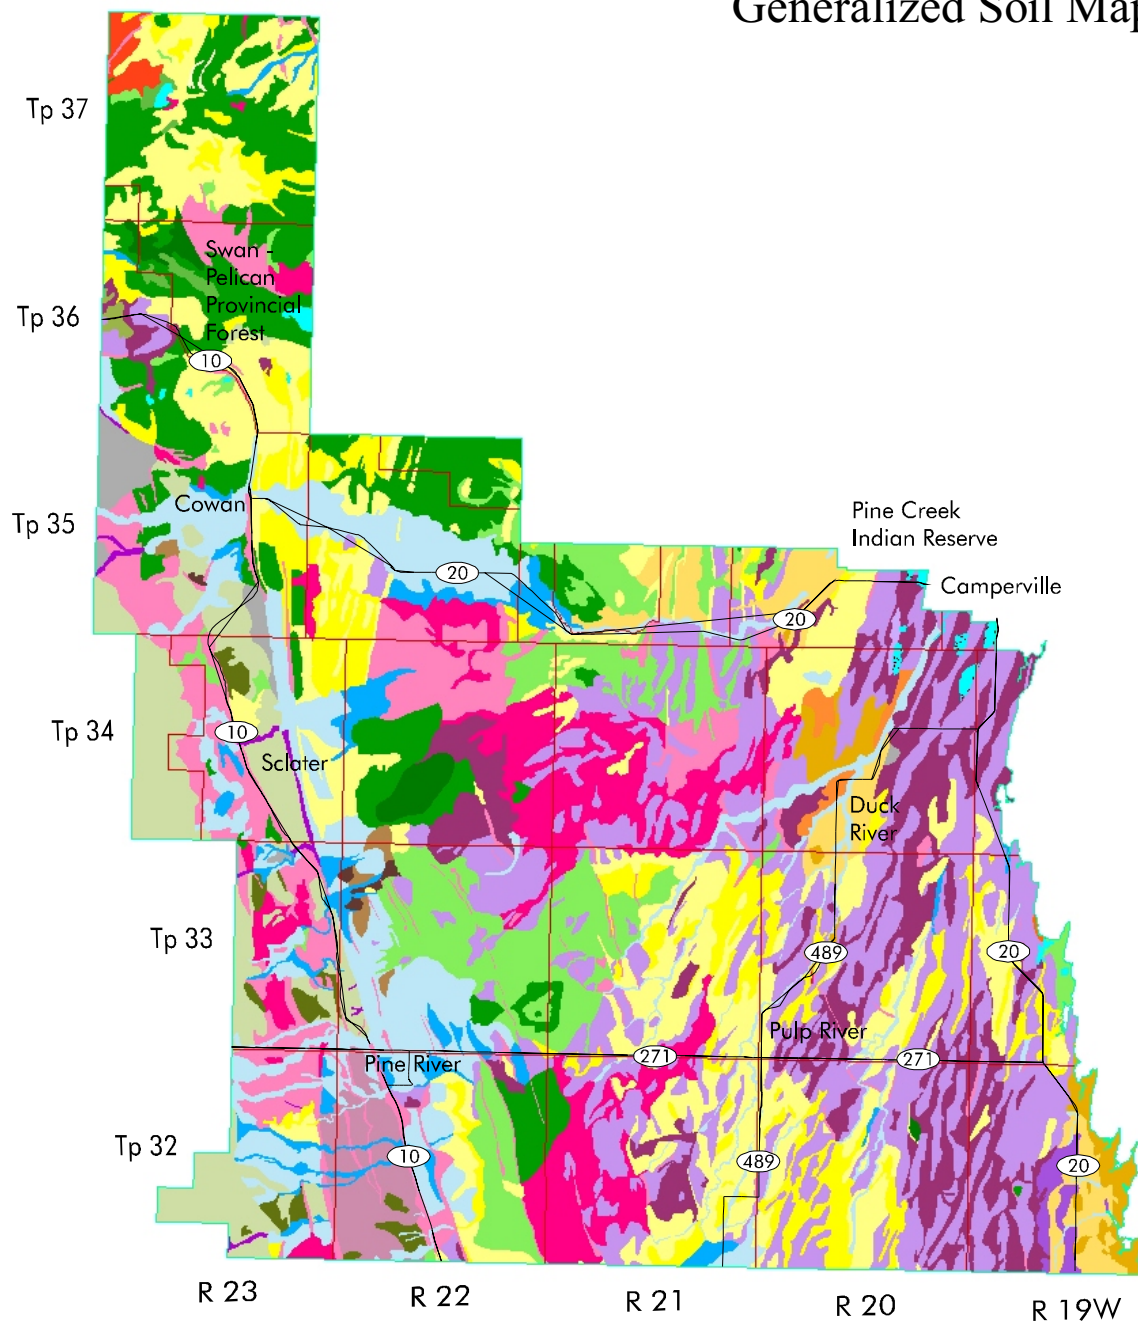 Generalized Soil Map
Tp 37
Swan -
Pelican
Provincial
Forest
Tp 36
10
Cowan
Pine Creek
Indian Reserve
Tp 35
20
Camperville
20
Tp 34
10
Sclater
Duck
River
Tp 33
489
20
Pulp River
271
271
Pine River
Tp 32
10
489
20
R 23
R 22
R 21
R 20
R 19W